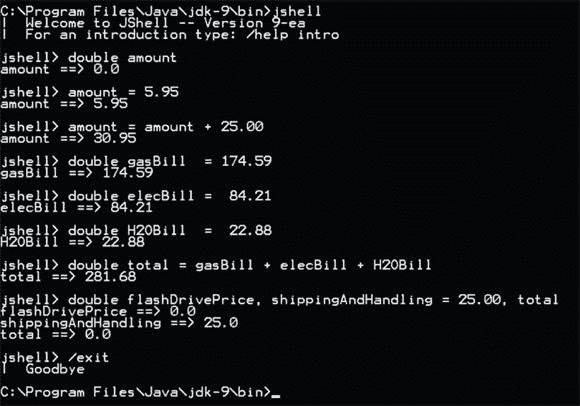 C:\Program Files\Java\jdk-9\bin>jshell
|  Welcome to JShell -- Version 9-ea
|  For an introduction type: /help intro
jshell> double amount
amount ==> 0.0
jshell> amount = 5.95
amount ==> 5.95
jshell> amount = amount + 25.00
amount ==> 30.95
jshell> double gasBill  = 174.59
gasBill ==> 174.59
jshell> double elecBill =  84.21
elecBill ==> 84.21
jshell> double H2OBill  =  22.88
H2OBill ==> 22.88
jshell> double total = gasBill + elecBill + H2OBill
total ==> 281.68
jshell> double flashDrivePrice, shippingAndHandling = 25.00, total
flashDrivePrice ==> 0.0
shippingAndHandling ==> 25.0
total ==> 0.0
jshell> /exit
|  Goodbye
C:\Program Files\Java\jdk-9\bin>_